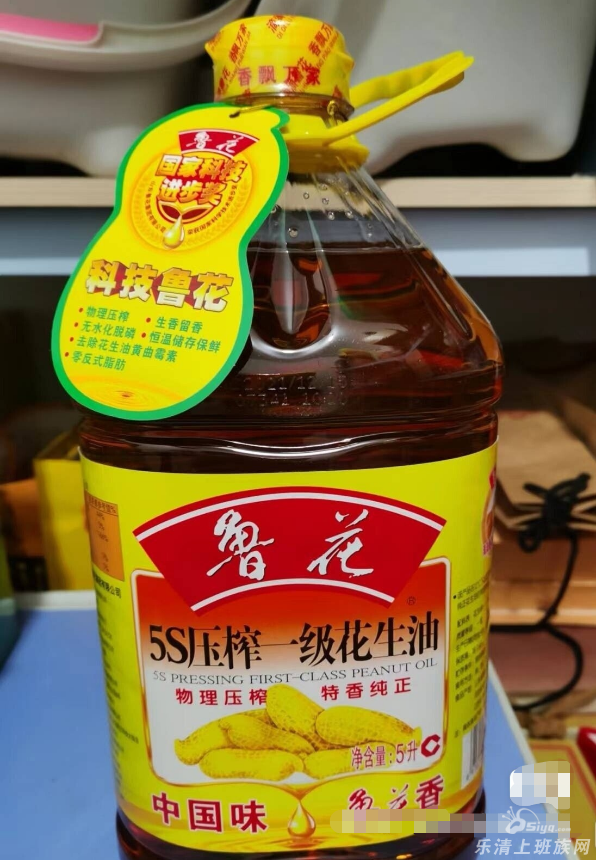 香飘万家
鲁花
国家科技
进步奖
科技鲁花
• 物理压榨 • 生香留香
• 无水化脱磷 • 恒温储存保鲜
• 去除花生油黄曲霉素
• 零反式脂肪
鲁花
®
5S压榨一级花生油
5S PRESSING FIRST-CLASS PEANUT OIL
物理压榨 特香纯正
净含量:5升
中国味 鲁花香
乐清上班族网